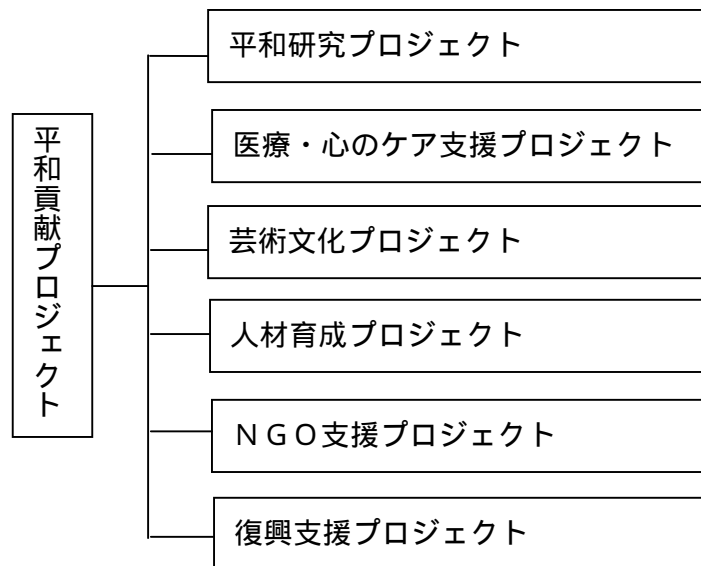 平和貢献プロジェクト
平和研究プロジェクト
医療・心のケア支援プロジェクト
芸術文化プロジェクト
人材育成プロジェクト
ＮＧＯ支援プロジェクト
復興支援プロジェクト